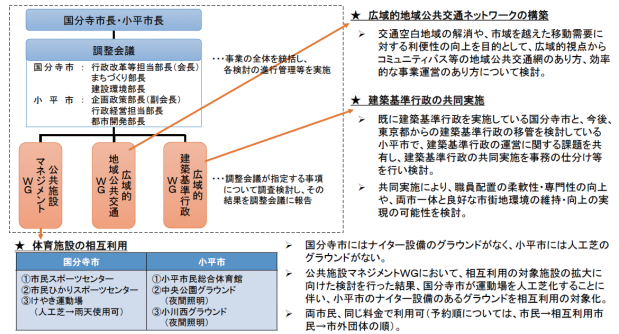 国分寺市長・小平市長
調整会議
国分寺市 : 行政改革等担当部長(会長)
まちづくり部長
建設環境部長
小 平 市 : 企画政策部長(副会長)
行政経営担当部長
都市開発部長
・・・事業の全体を統括し、
各検討の進行管理等を実施
公共施設
マネジメント
WG
広域的
地域公共交通
WG
広域的
建築基準行政
WG
・・・調整会議が指定する事項
について調査検討し、その
結果を調整会議に報告
★ 広域的地域公共交通ネットワークの構築
➢ 交通空白地域の解消や、市域を越えた移動需要に
対する利便性の向上を目的として、広域的視点から
コミュニティバス等の地域公共交通網のあり方、効率
的な事業運営のあり方について検討。
★ 建築基準行政の共同実施
➢ 既に建築基準行政を実施している国分寺市と、今後、
東京都からの建築基準行政の移管を検討している
小平市で、建築基準行政の運営に関する課題を共
有し、建築基準行政の共同実施を事務の仕分け等
を行い検討。
➢ 共同実施により、職員配置の柔軟性・専門性の向上
や、両市一体と良好な市街地環境の維持・向上の実
現の可能性を検討。
★ 体育施設の相互利用
国分寺市
小平市
①市民スポーツセンター
②市民ひかりスポーツセンター
③けやき運動場
(人工芝→雨天使用可)
①小平市民総合体育館
②中央公園グラウンド
(夜間照明)
③小川西グラウンド
(夜間照明)
➢ 国分寺市にはナイター設備のグラウンドがなく、小平市には人工芝の
グラウンドがない。
➢ 公共施設マネジメントWGにおいて、相互利用の対象施設の拡大に
向けた検討を行った結果、国分寺市が運動場を人工芝化することに
伴い、小平市のナイター設備のあるグラウンドを相互利用の対象化。
➢ 両市民、同じ料金で利用可(予約順については、市民→相互利用市
民→市外団体の順)。